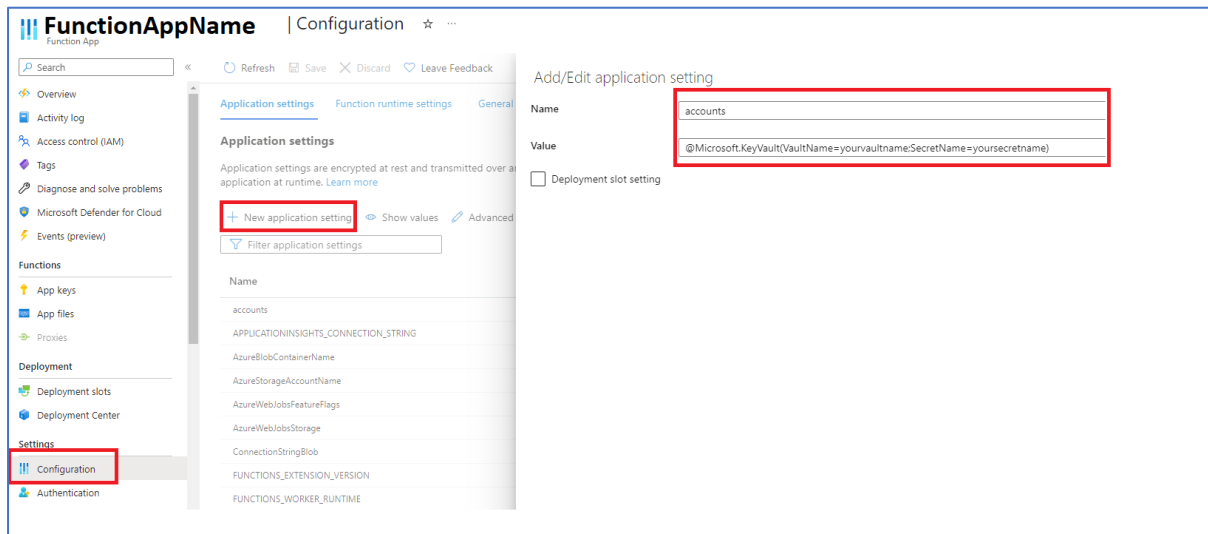 FunctionAppName | Configuration ☆ ...
Function App
Search
«
Overview
Activity log
Access control (IAM)
Tags
Diagnose and solve problems
Microsoft Defender for Cloud
Events (preview)
Functions
App keys
App files
Proxies
Deployment
Deployment slots
Deployment Center
Settings
Configuration
Authentication
Refresh Save Discard Leave Feedback
Application settings Function runtime settings General
Application settings
Application settings are encrypted at rest and transmitted over an
application at runtime. Learn more
+ New application setting Show values Advanced
Filter application settings
Name
accounts
APPLICATIONINSIGHTS_CONNECTION_STRING
AzureBlobContainerName
AzureStorageAccountName
AzureWebJobsFeatureFlags
AzureWebJobsStorage
ConnectionStringBlob
FUNCTIONS_EXTENSION_VERSION
FUNCTIONS_WORKER_RUNTIME
Add/Edit application setting
Name
accounts
Value
@Microsoft.KeyVault(VaultName=yourvaultname;SecretName=yoursecretname)
Deployment slot setting